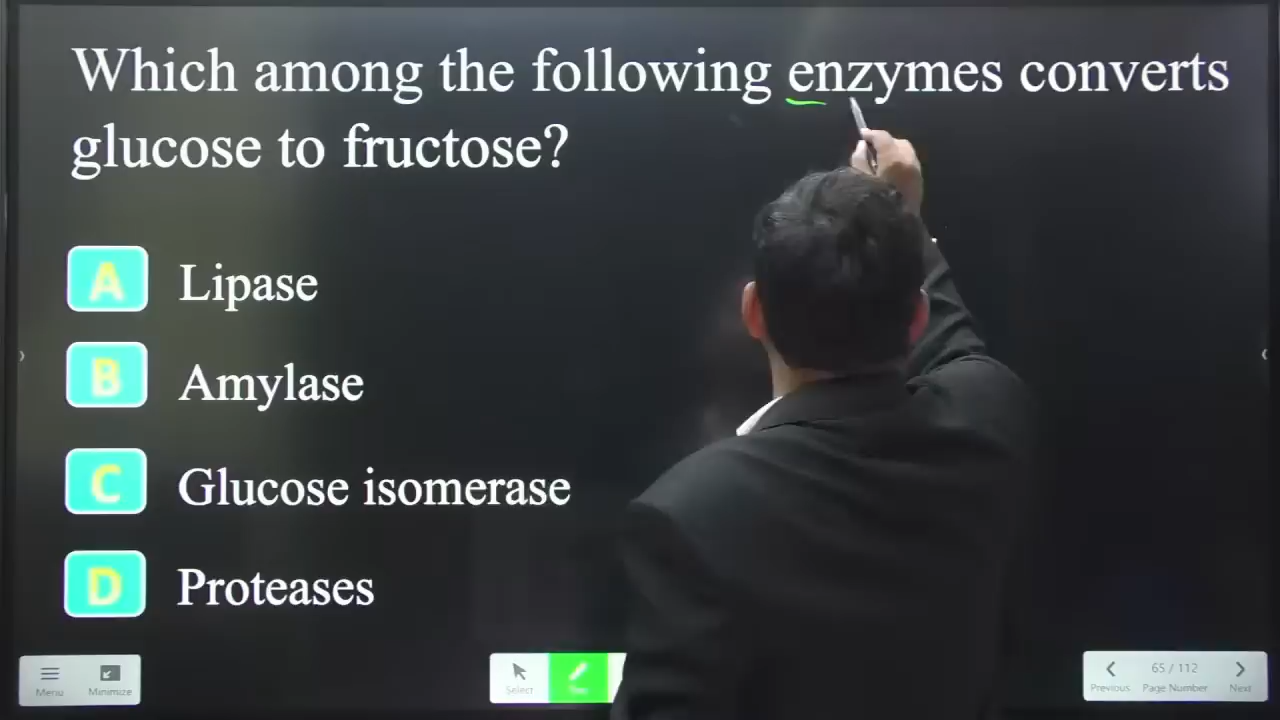 Which among the following enzymes converts
glucose to fructose?
A Lipase
B Amylase
C Glucose isomerase
D Proteases
Menu Minimize
Select
65 / 112
Previous Page Number Next